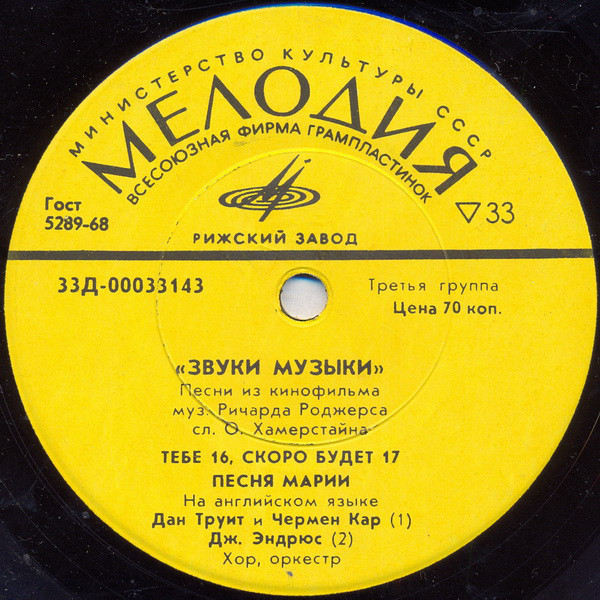 МИНИСТЕРСТВО КУЛЬТУРЫ СССР
МЕЛОДИЯ
ВСЕСОЮЗНАЯ ФИРМА ГРАМПЛАСТИНОК
Гост
5289-68
▽33
РИЖСКИЙ ЗАВОД
33Д-00033143
Третья группа
Цена 70 коп.
«ЗВУКИ МУЗЫКИ»
Песни из кинофильма
муз. Ричарда Роджерса
сл. О. Хамерстайна
ТЕБЕ 16, СКОРО БУДЕТ 17
ПЕСНЯ МАРИИ
На английском языке
Дан Труит и Чермен Кар (1)
Дж. Эндрюс (2)
Хор, оркестр